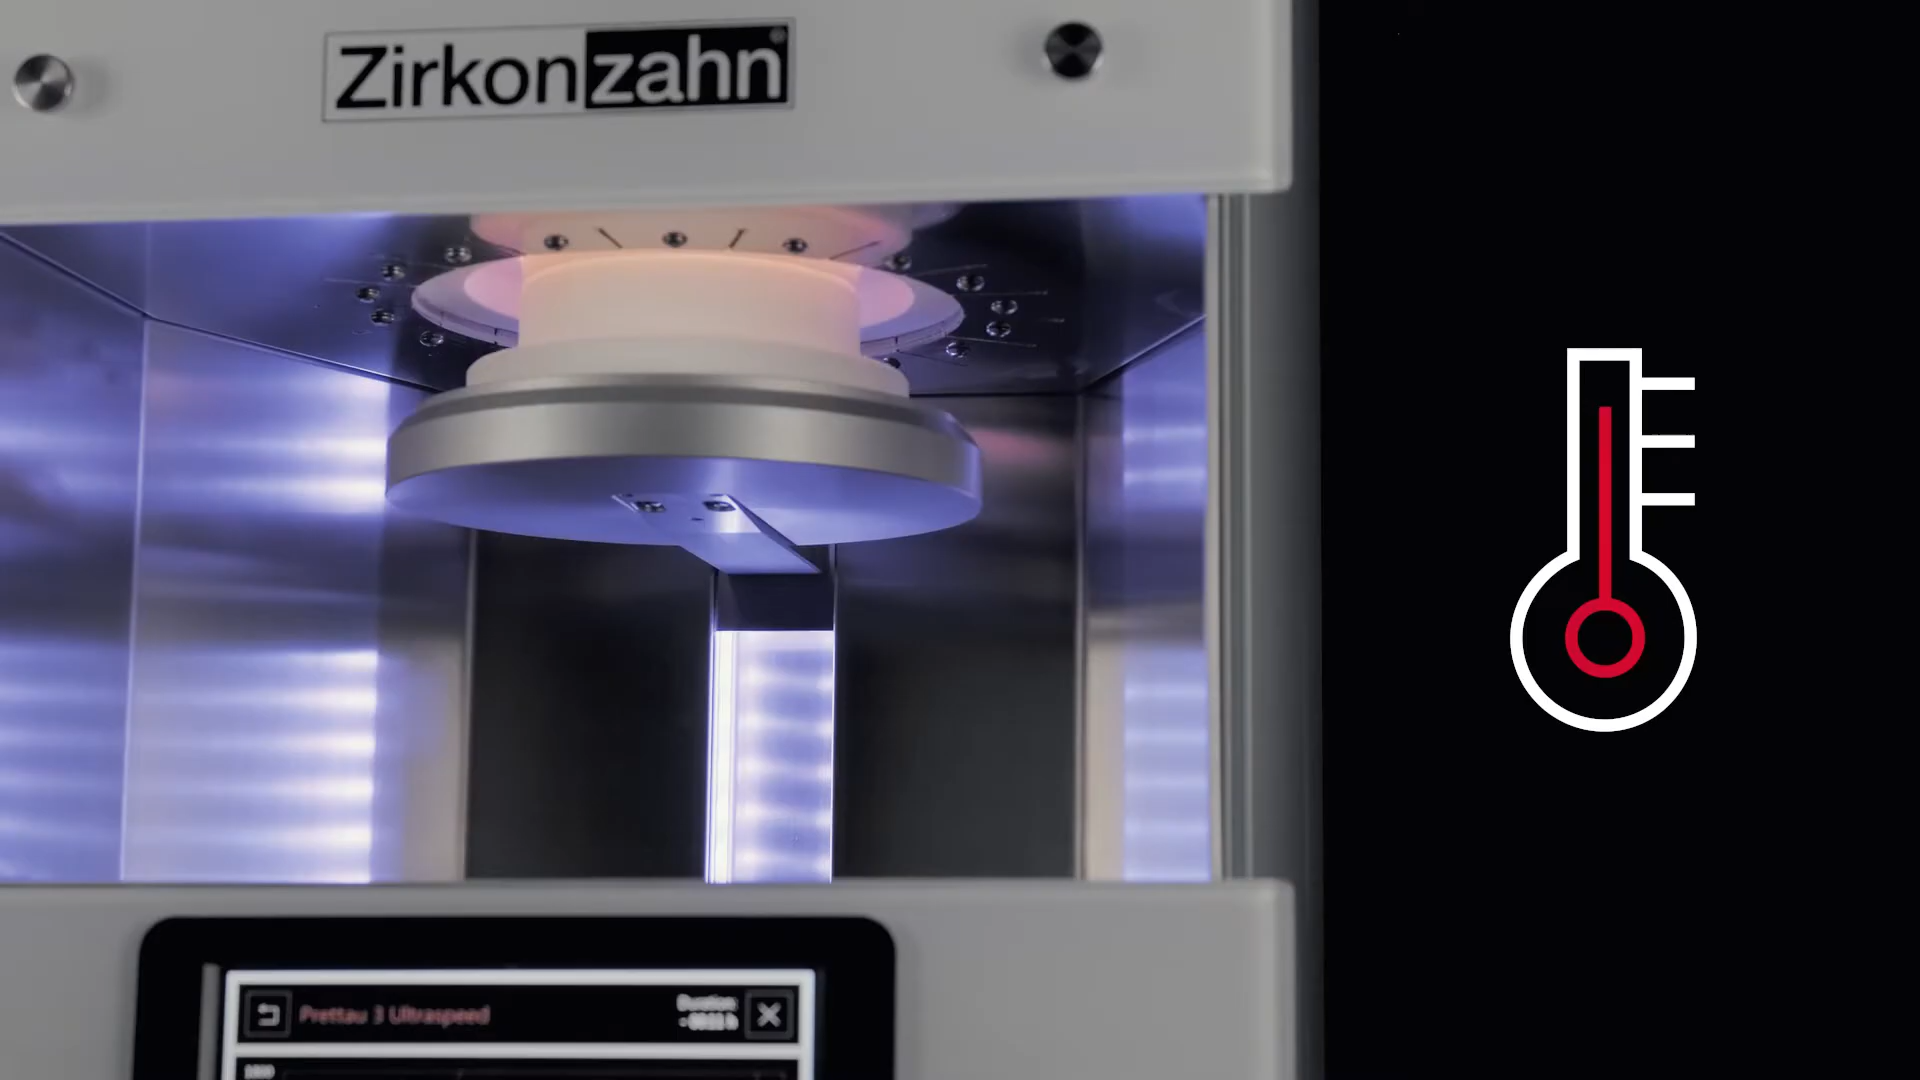 Zirkonzahn®
Prettau 3 Ultraspeed
Duration